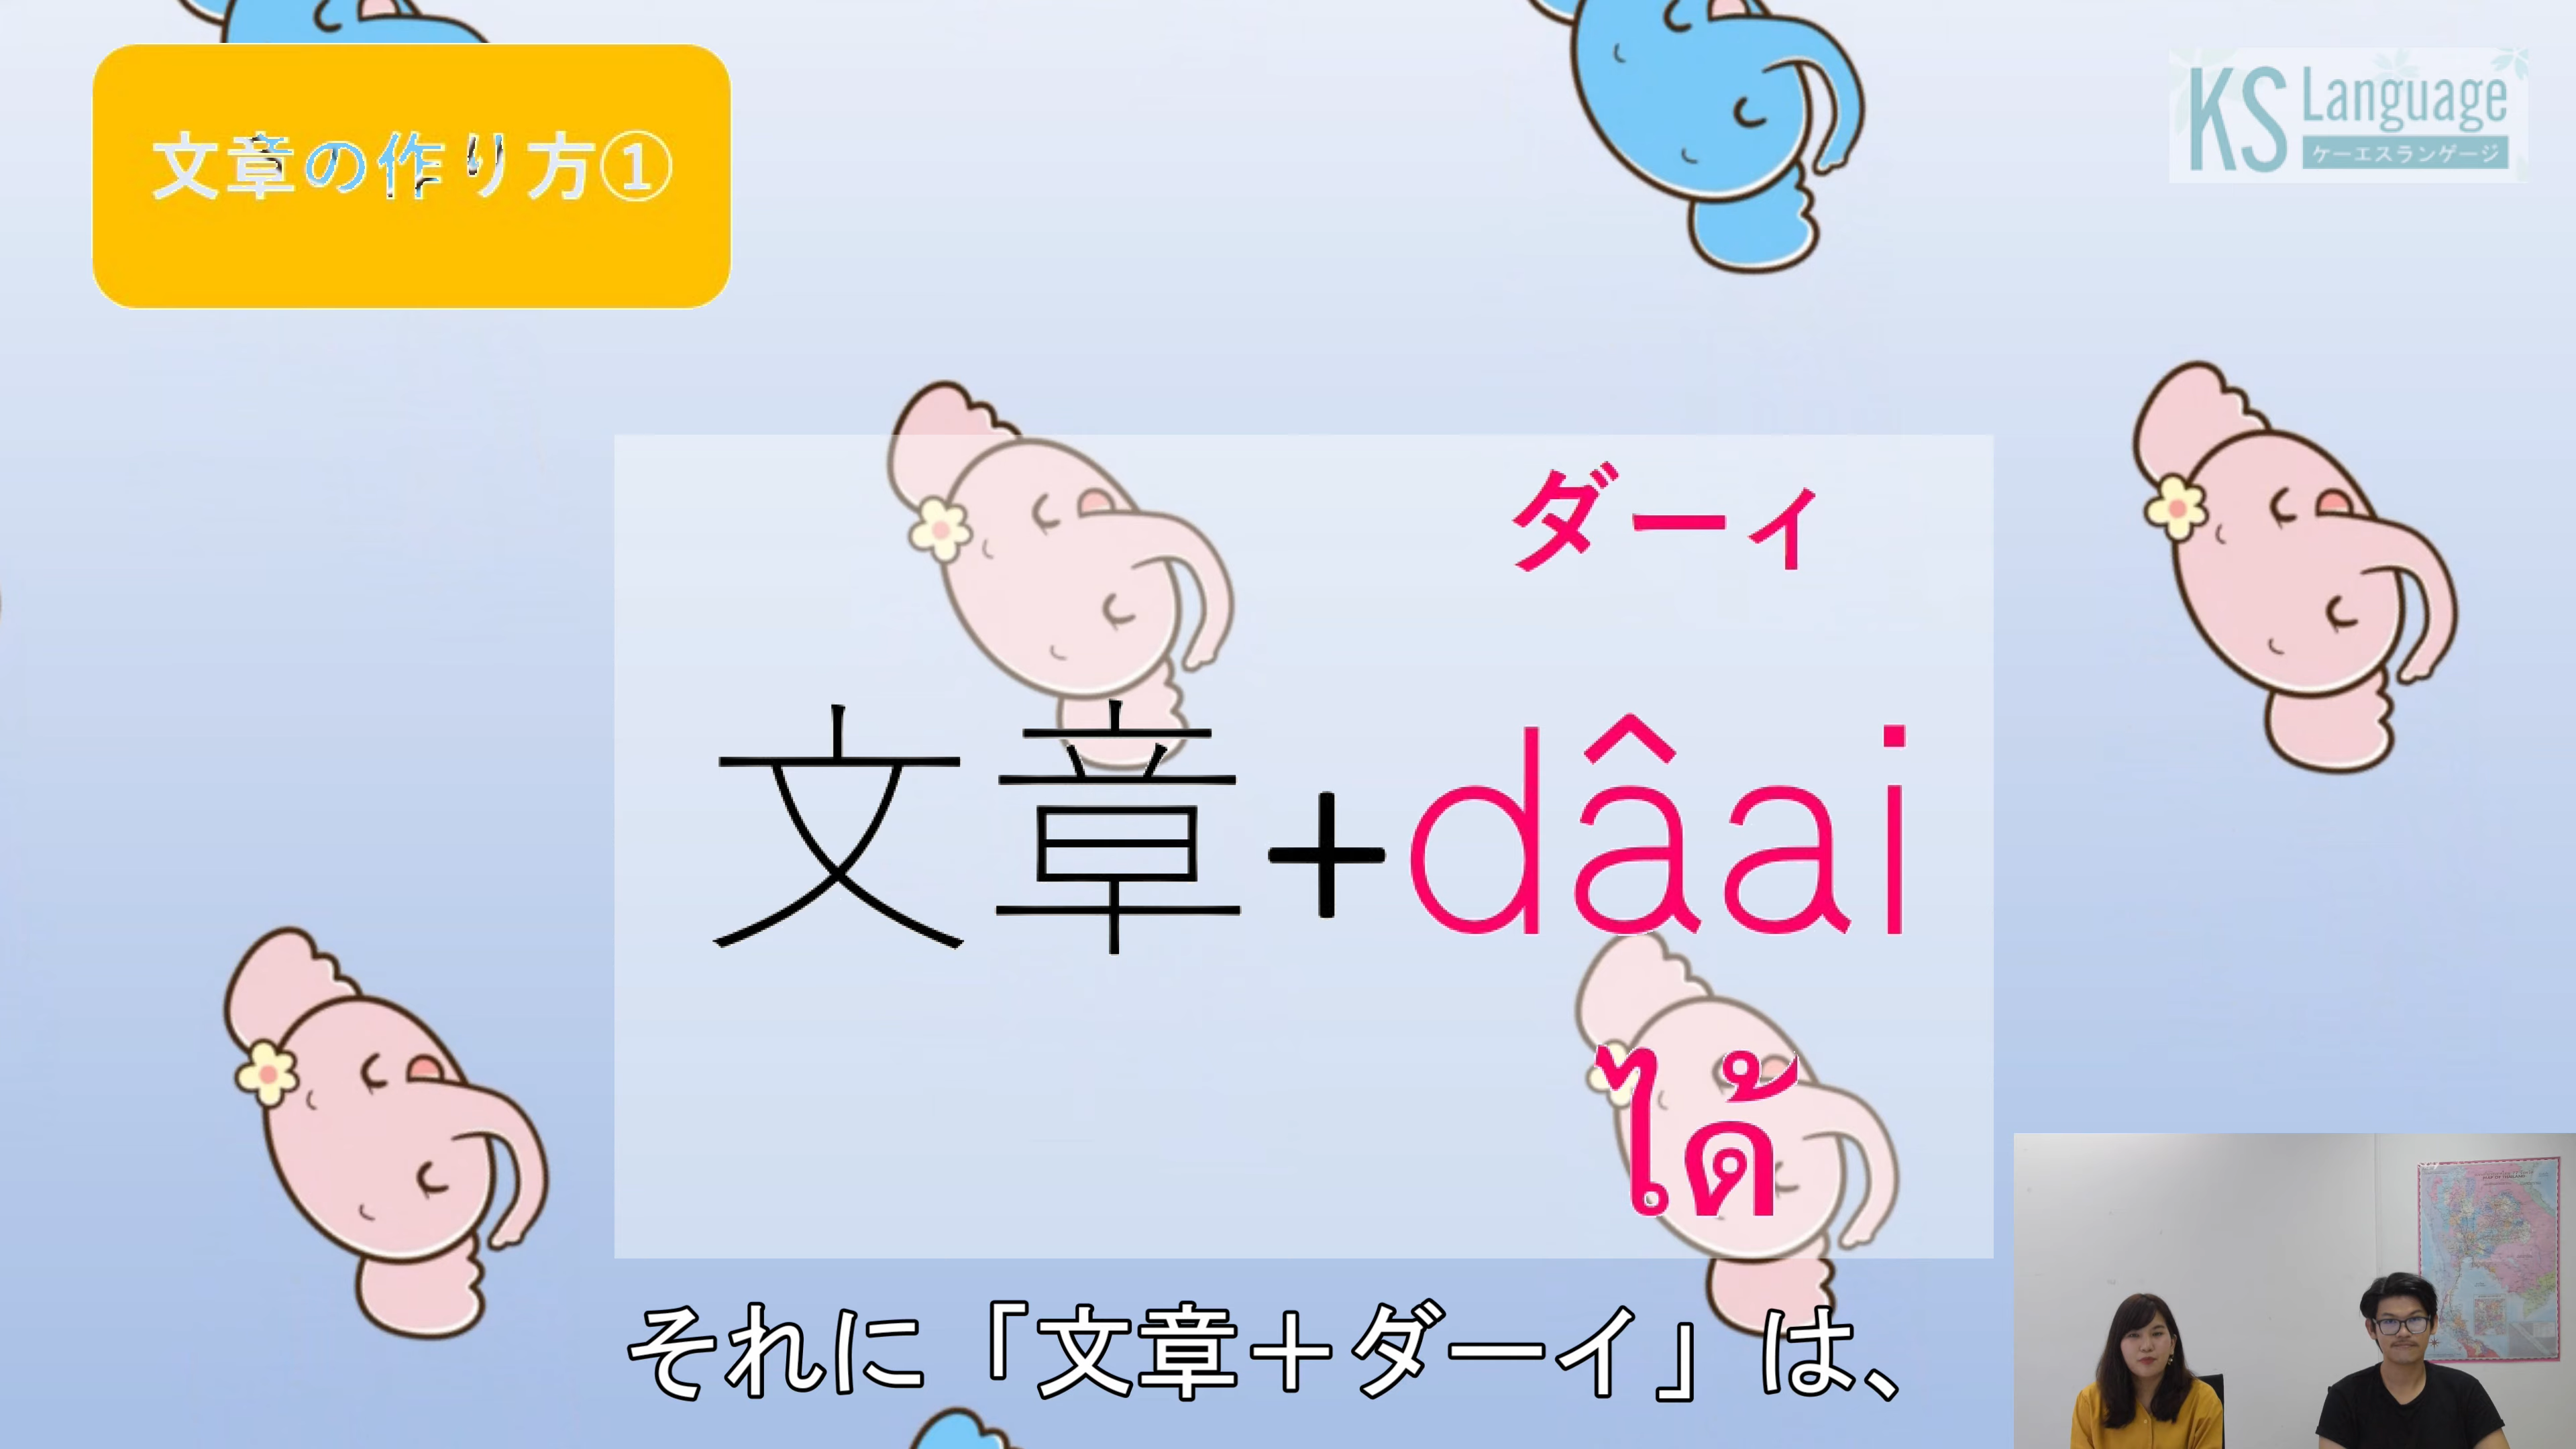 文章の作り方①
KS Language
ケーエスランゲージ
ダーィ
文章+dâai
ได้
それに「文章＋ダーイ」は、